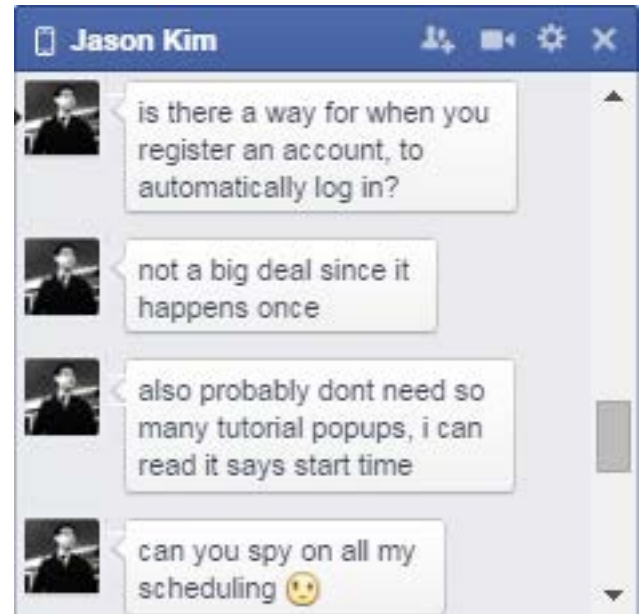 Jason Kim
is there a way for when you
register an account, to
automatically log in?
not a big deal since it
happens once
also probably dont need so
many tutorial popups, i can
read it says start time
can you spy on all my
scheduling